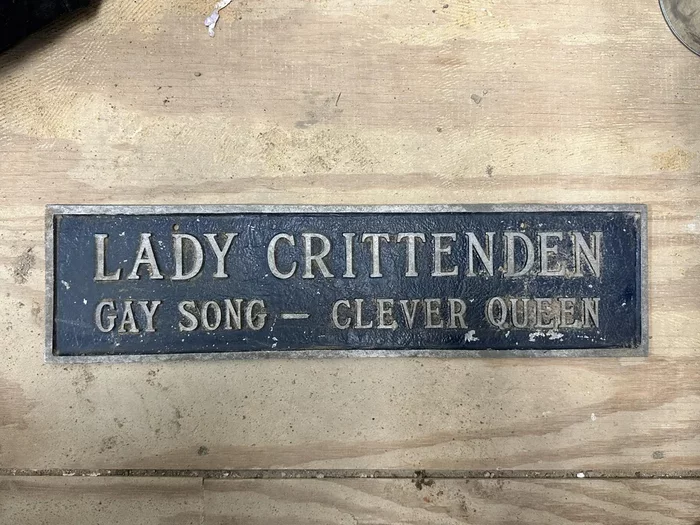 LADY CRITTENDEN
GAY SONG — CLEVER QUEEN